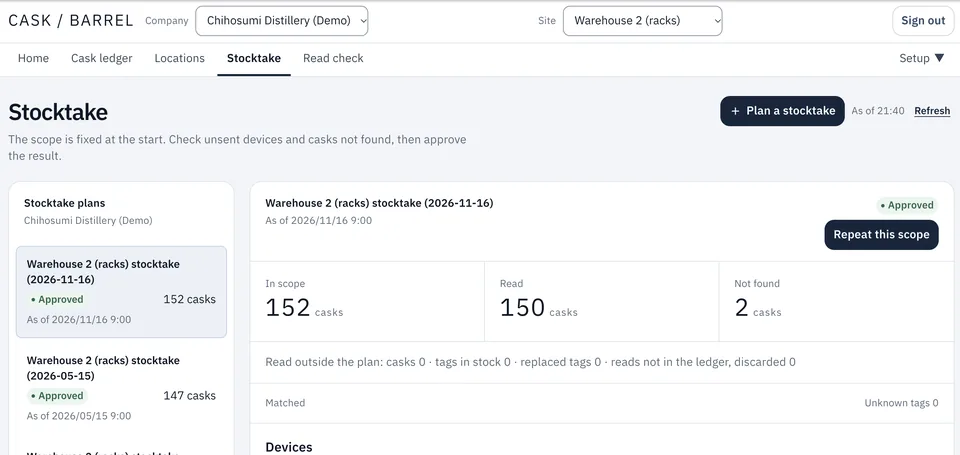 CASK / BARREL Company Chihosumi Distillery (Demo) Site Warehouse 2 (racks) Sign out
Home Cask ledger Locations Stocktake Read check Setup ▼
Stocktake
+ Plan a stocktake As of 21:40 Refresh
The scope is fixed at the start. Check unsent devices and casks not found, then approve
the result.
Stocktake plans
Chihosumi Distillery (Demo)
Warehouse 2 (racks) stocktake
(2026-11-16)
• Approved 152 casks
As of 2026/11/16 9:00
Warehouse 2 (racks) stocktake
(2026-05-15)
• Approved 147 casks
As of 2026/05/15 9:00
Warehouse 2 (racks) stocktake (2026-11-16)
• Approved
As of 2026/11/16 9:00
Repeat this scope
In scope
152 casks
Read
150 casks
Not found
2 casks
Read outside the plan: casks 0 · tags in stock 0 · replaced tags 0 · reads not in the ledger, discarded 0
Matched Unknown tags 0
Devices